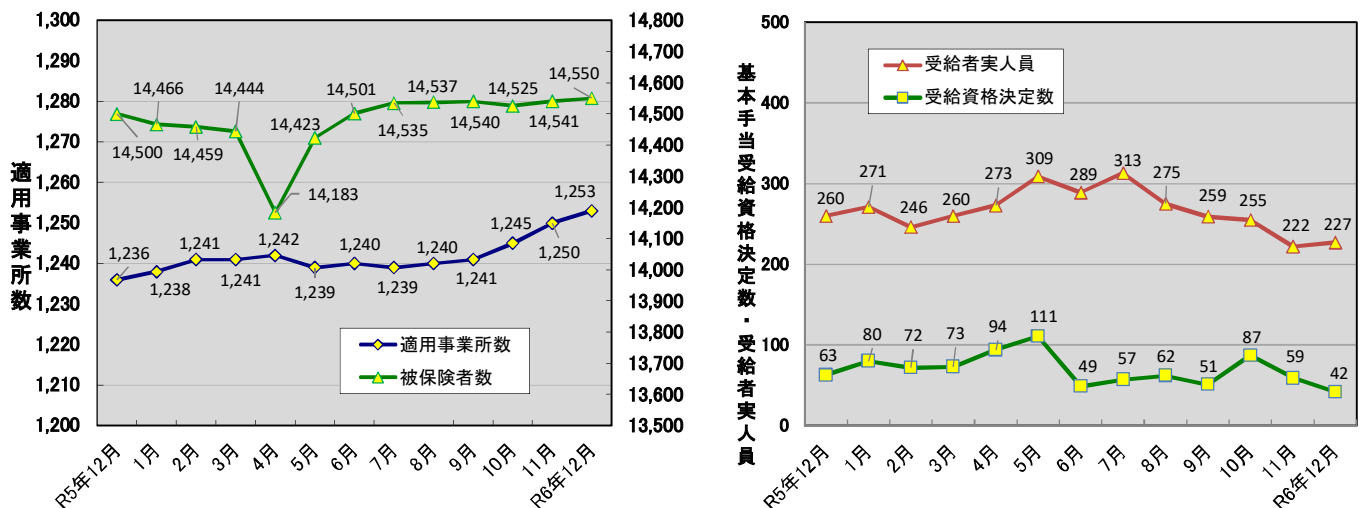 適用事業所数
1,300
1,290
1,280
1,270
1,260
1,250
1,240
1,230
1,220
1,210
1,200
14,800
14,700
14,600
14,500
14,400
14,300
14,200
14,100
14,000
13,900
13,800
13,700
13,600
13,500
14,500
14,466
14,459
14,444
14,183
14,423
14,501
14,535
14,537
14,540
14,525
14,541
14,550
1,236
1,238
1,241
1,241
1,242
1,239
1,240
1,239
1,240
1,241
1,245
1,250
1,253
適用事業所数
被保険者数
R5年12月
1月
2月
3月
4月
5月
6月
7月
8月
9月
10月
11月
R6年12月
基本手当受給資格決定数・受給者実人員
500
400
300
200
100
0
受給者実人員
受給資格決定数
260
271
246
260
273
309
289
313
275
259
255
222
227
63
80
72
73
94
111
49
57
62
51
87
59
42
R5年12月
1月
2月
3月
4月
5月
6月
7月
8月
9月
10月
11月
R6年12月